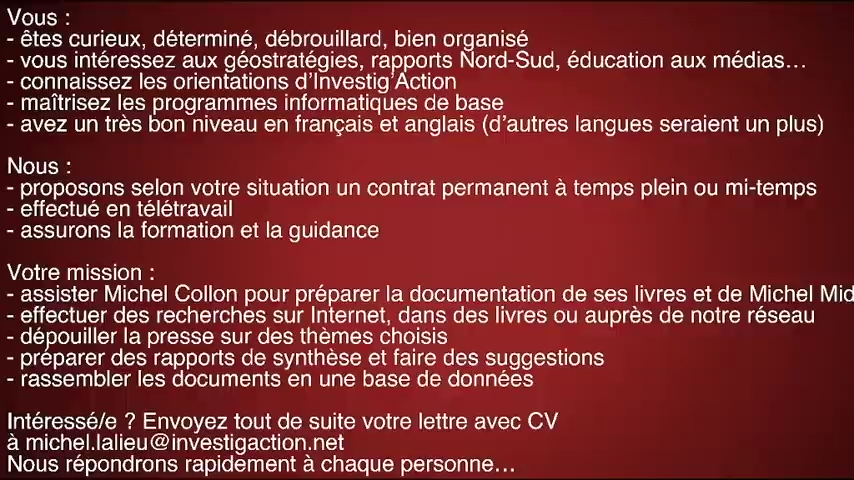 Vous :
- êtes curieux, déterminé, débrouillard, bien organisé
- vous intéressez aux géostratégies, rapports Nord-Sud, éducation aux médias…
- connaissez les orientations d’Investig’Action
- maîtrisez les programmes informatiques de base
- avez un très bon niveau en français et anglais (d’autres langues seraient un plus)
Nous :
- proposons selon votre situation un contrat permanent à temps plein ou mi-temps
- effectué en télétravail
- assurons la formation et la guidance
Votre mission :
- assister Michel Collon pour préparer la documentation de ses livres et de Michel Mid
- effectuer des recherches sur Internet, dans des livres ou auprès de notre réseau
- dépouiller la presse sur des thèmes choisis
- préparer des rapports de synthèse et faire des suggestions
- rassembler les documents en une base de données
Intéressé/e ? Envoyez tout de suite votre lettre avec CV
à michel.lalieu@investigaction.net
Nous répondrons rapidement à chaque personne…